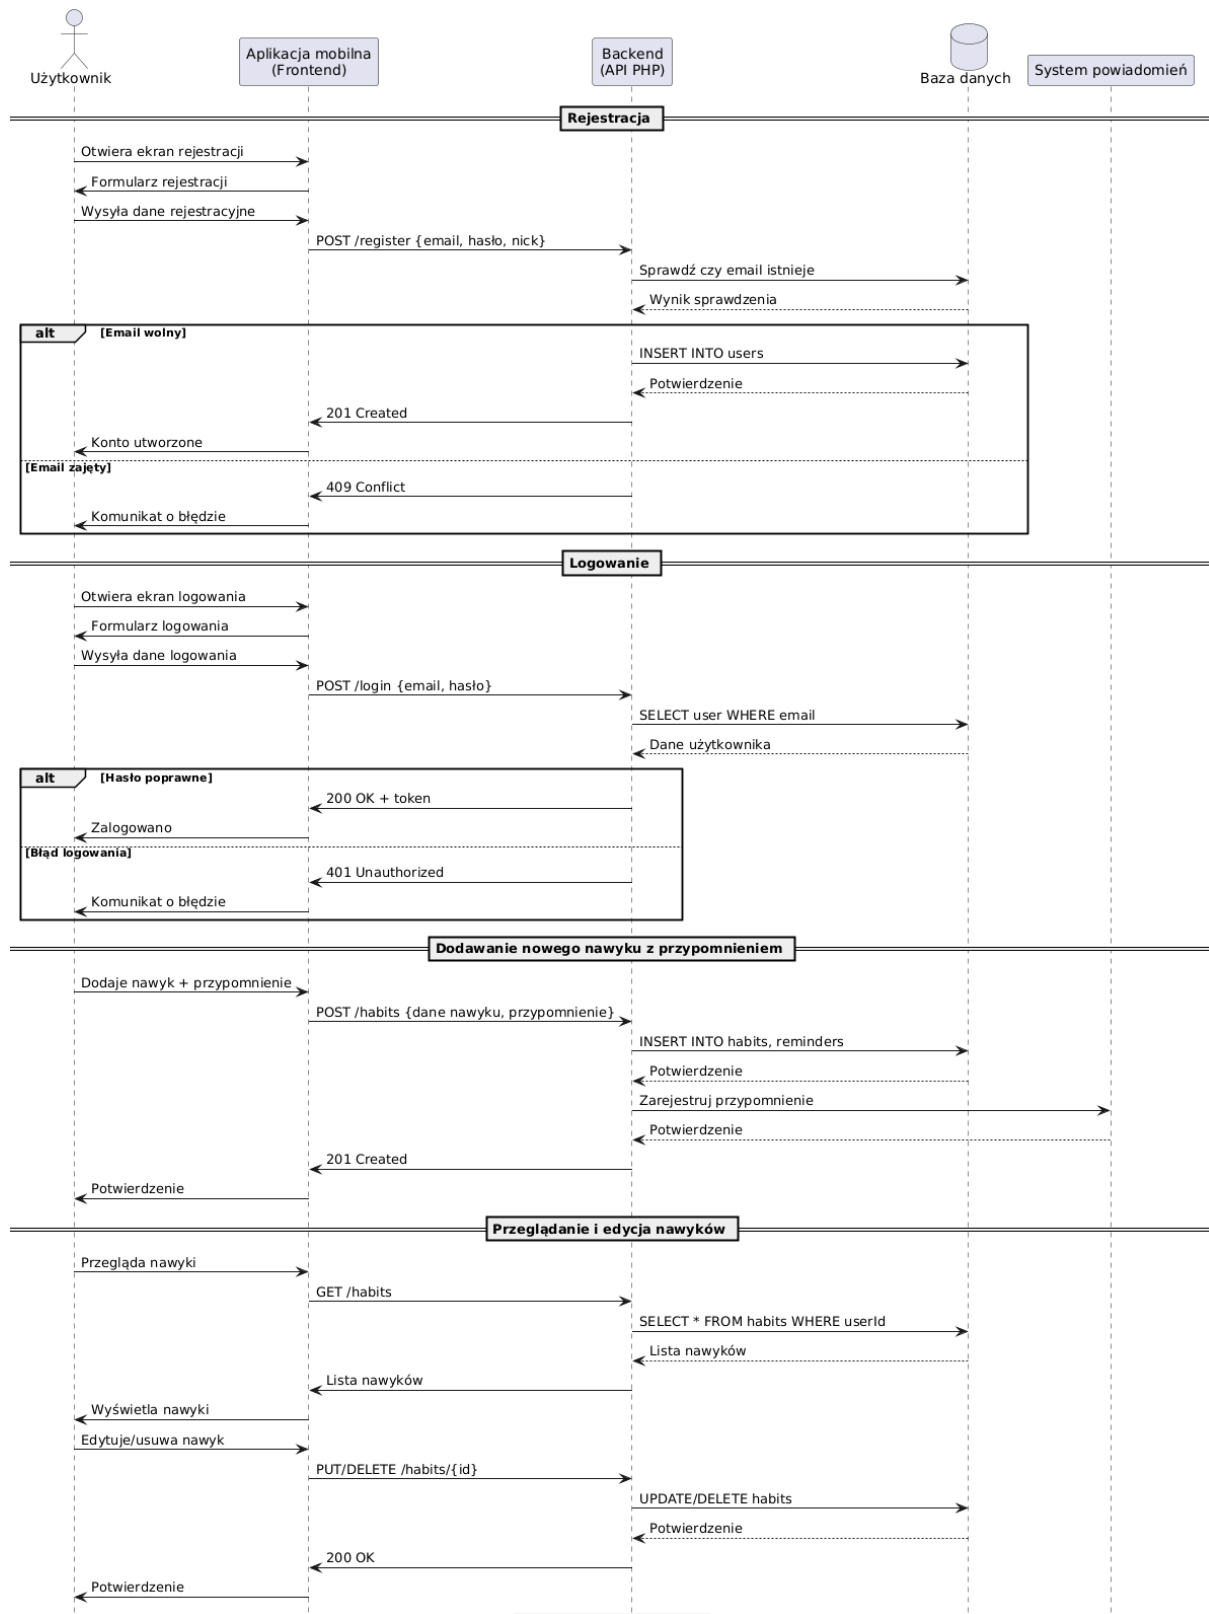 Użytkownik
Aplikacja mobilna
(Frontend)
Backend
(API PHP)
Baza danych
System powiadomień
Rejestracja
Otwiera ekran rejestracji
Formularz rejestracji
Wysyła dane rejestracyjne
POST /register {email, hasło, nick}
Sprawdź czy email istnieje
Wynik sprawdzenia
alt [Email wolny]
INSERT INTO users
Potwierdzenie
201 Created
Konto utworzone
[Email zajęty]
409 Conflict
Komunikat o błędzie
Logowanie
Otwiera ekran logowania
Formularz logowania
Wysyła dane logowania
POST /login {email, hasło}
SELECT user WHERE email
Dane użytkownika
alt [Hasło poprawne]
200 OK + token
Zalogowano
[Błąd logowania]
401 Unauthorized
Komunikat o błędzie
Dodawanie nowego nawyku z przypomnieniem
Dodaje nawyk + przypomnienie
POST /habits {dane nawyku, przypomnienie}
INSERT INTO habits, reminders
Potwierdzenie
Zarejestruj przypomnienie
Potwierdzenie
201 Created
Potwierdzenie
Przeglądanie i edycja nawyków
Przegląda nawyki
GET /habits
SELECT * FROM habits WHERE userId
Lista nawyków
Lista nawyków
Wyświetla nawyki
Edytuje/usuwa nawyk
PUT/DELETE /habits/{id}
UPDATE/DELETE habits
Potwierdzenie
200 OK
Potwierdzenie